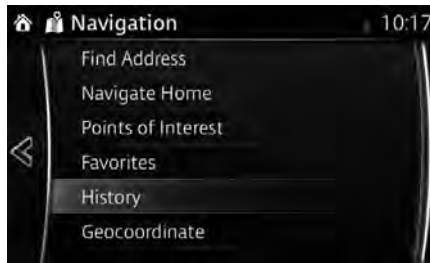 Navigation 10:17
Find Address
Navigate Home
Points of Interest
Favorites
History
Geocoordinate